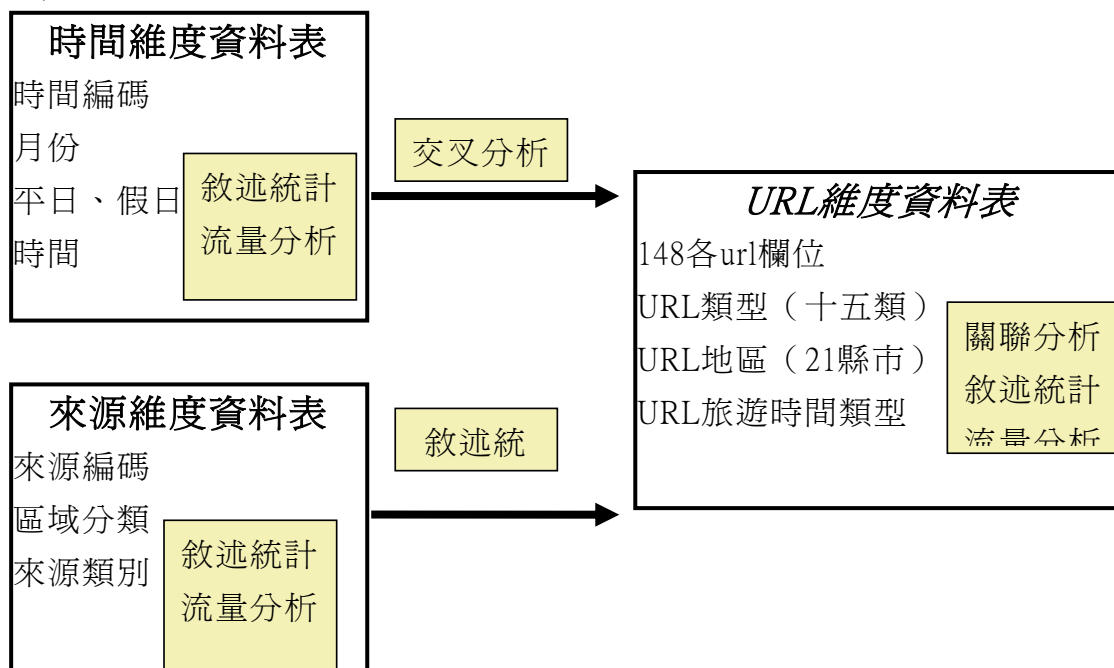 時間維度資料表
時間編碼
月份
平日、假日
時間
敘述統計
流量分析
交叉分析
來源維度資料表
來源編碼
區域分類
來源類別
敘述統計
流量分析
敘述統
URL維度資料表
148各url欄位
URL類型（十五類）
URL地區（21縣市）
URL旅遊時間類型
關聯分析
敘述統計
流量分析